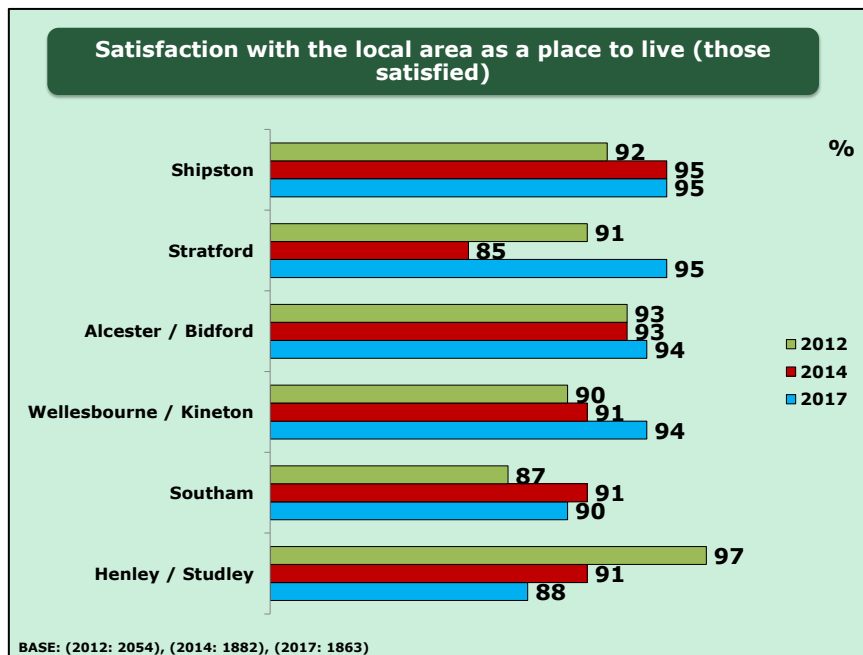 Satisfaction with the local area as a place to live (those
satisfied)
%
Shipston
92
95
95
Stratford
91
85
95
Alcester / Bidford
93
93
94
Wellesbourne / Kineton
90
91
94
Southam
87
91
90
Henley / Studley
97
91
88
2012
2014
2017
BASE: (2012: 2054), (2014: 1882), (2017: 1863)